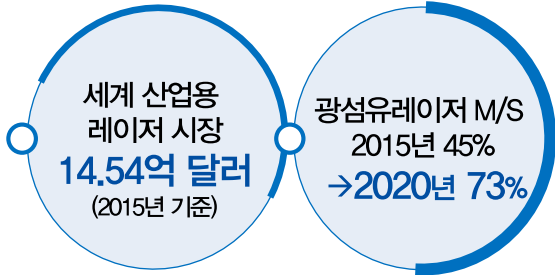 세계 산업용
레이저 시장
14.54억 달러
(2015년 기준)
광섬유레이저 M/S
2015년 45%
→2020년 73%